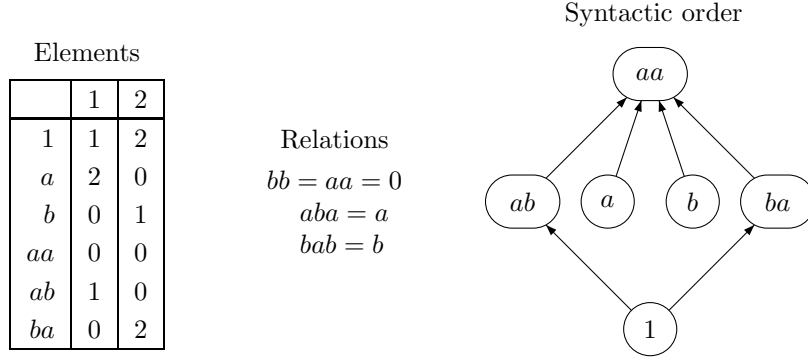 Elements
1 2
1 1 2
a 2 0
b 0 1
aa 0 0
ab 1 0
ba 0 2
Relations
bb = aa = 0
aba = a
bab = b
Syntactic order
aa
ab a b ba
1